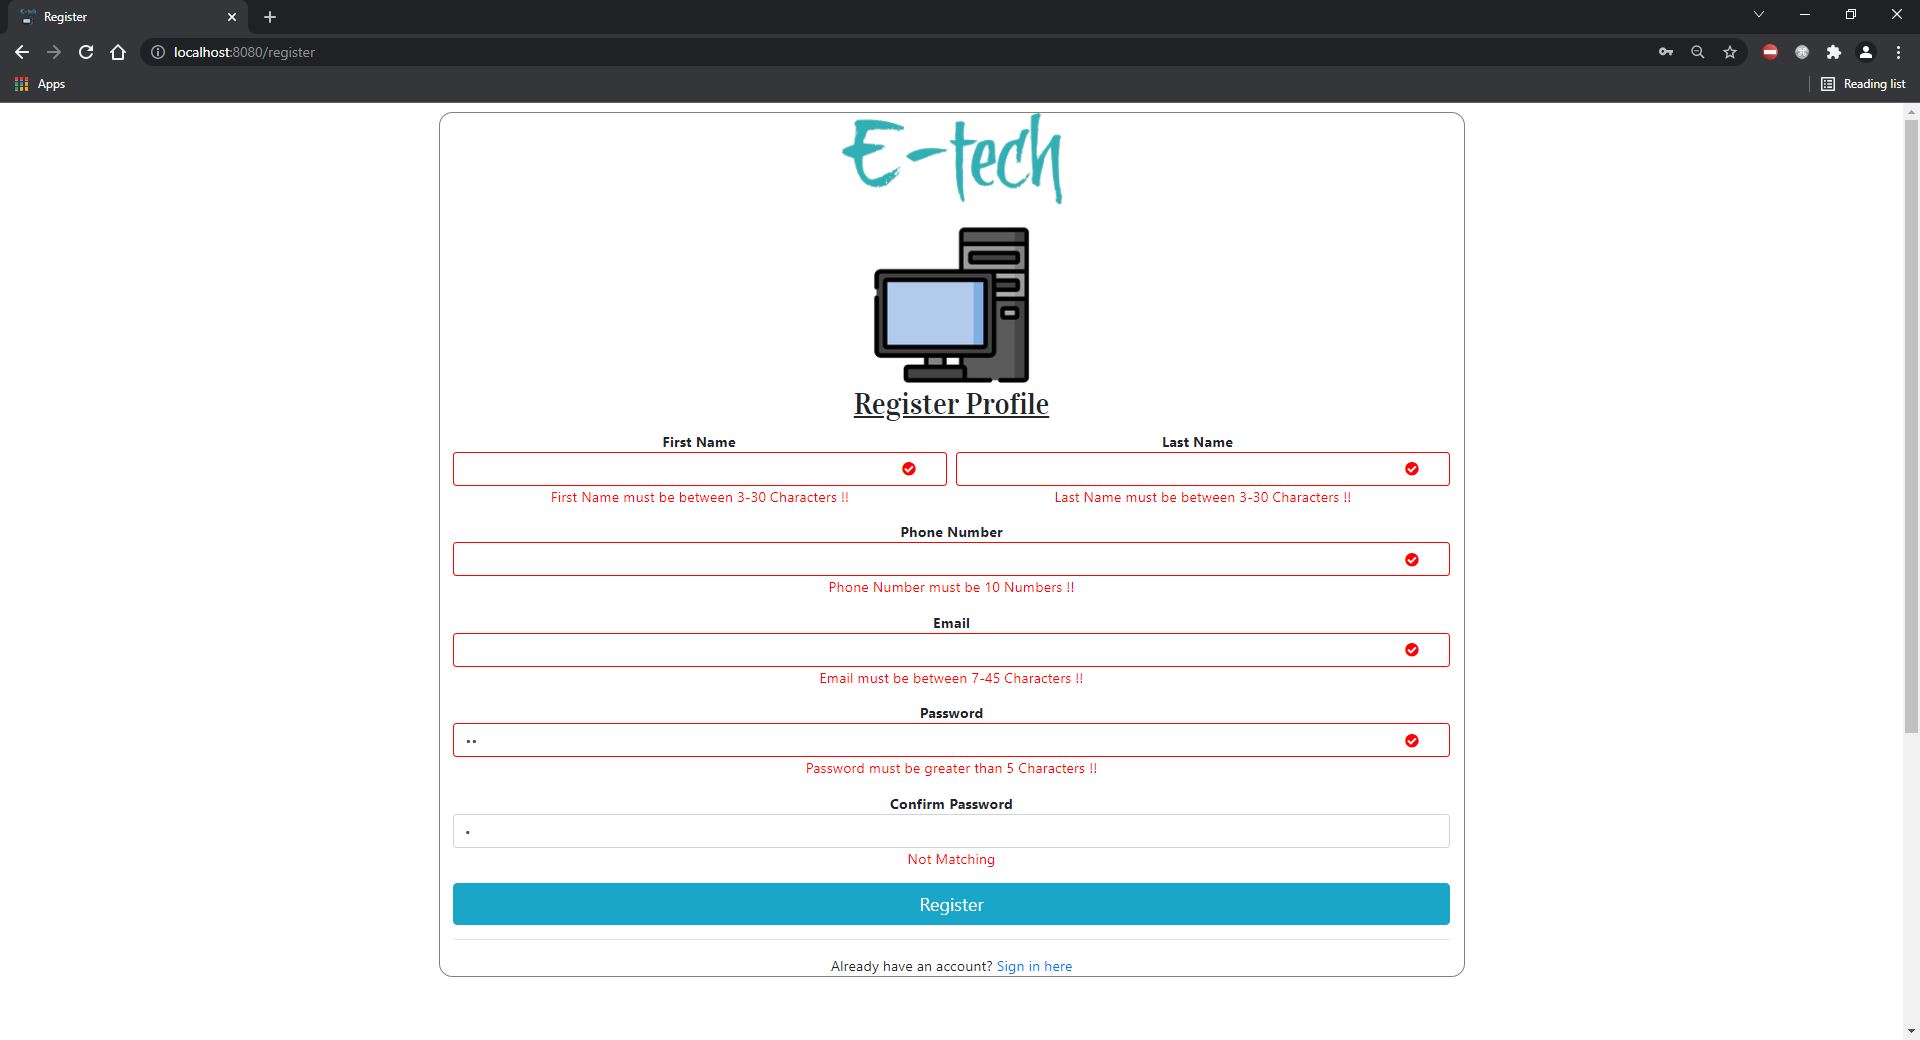 Register
localhost:8080/register
Apps
Reading list
E-tech
Register Profile
First Name
Last Name
First Name must be between 3-30 Characters !!
Last Name must be between 3-30 Characters !!
Phone Number
Phone Number must be 10 Numbers !!
Email
Email must be between 7-45 Characters !!
Password
••
Password must be greater than 5 Characters !!
Confirm Password
•
Not Matching
Register
Already have an account? Sign in here